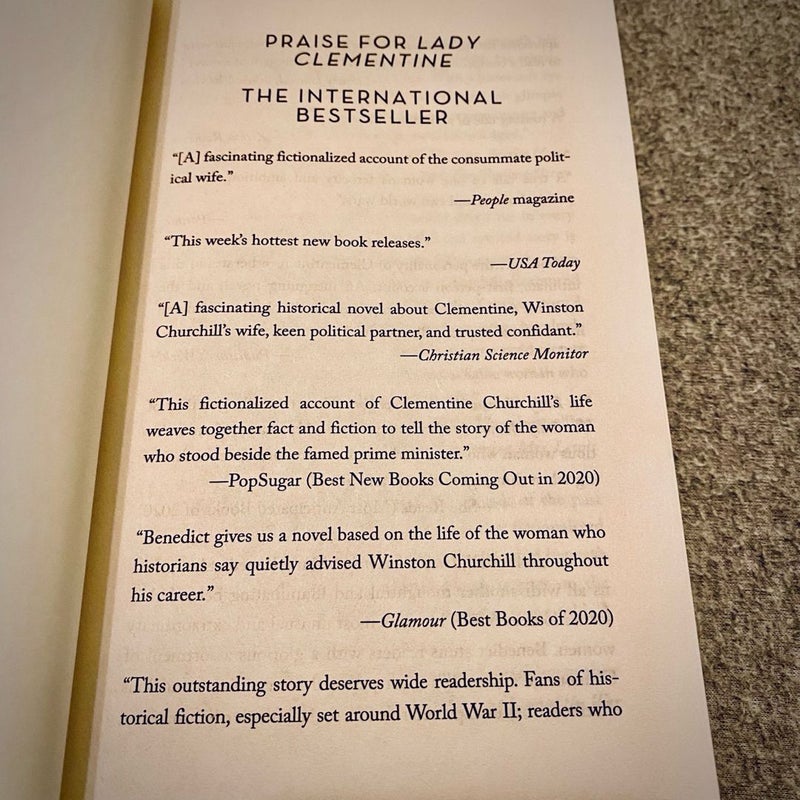 PRAISE FOR LADY
CLEMENTINE
THE INTERNATIONAL
BESTSELLER
“[A] fascinating fictionalized account of the consummate polit-
ical wife.”
—People magazine
“This week’s hottest new book releases.”
—USA Today
“[A] fascinating historical novel about Clementine, Winston
Churchill’s wife, keen political partner, and trusted confidant.”
—Christian Science Monitor
“This fictionalized account of Clementine Churchill’s life
weaves together fact and fiction to tell the story of the woman
who stood beside the famed prime minister.”
—PopSugar (Best New Books Coming Out in 2020)
“Benedict gives us a novel based on the life of the woman who
historians say quietly advised Winston Churchill throughout
his career.”
—Glamour (Best Books of 2020)
“This outstanding story deserves wide readership. Fans of his-
torical fiction, especially set around World War II; readers who